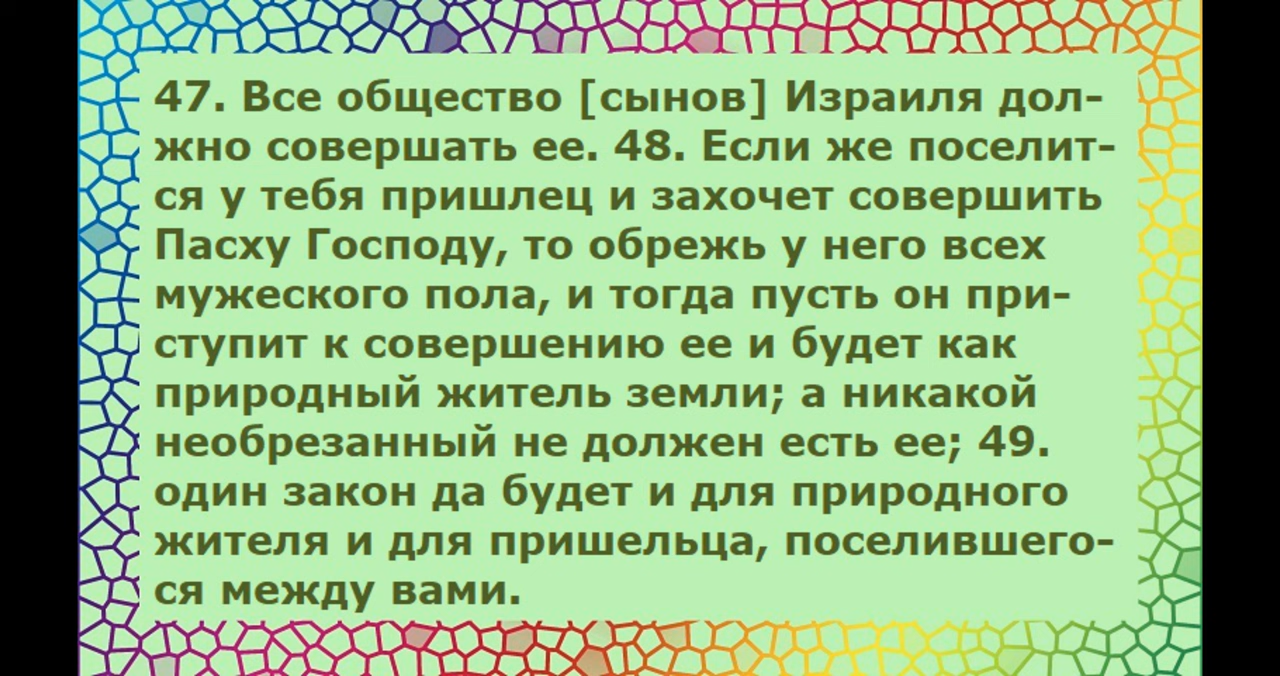 47. Все общество [сынов] Израиля дол-
жно совершать ее. 48. Если же поселит-
ся у тебя пришлец и захочет совершить
Пасху Господу, то обрежь у него всех
мужеского пола, и тогда пусть он при-
ступит к совершению ее и будет как
природный житель земли; а никакой
необрезанный не должен есть ее; 49.
один закон да будет и для природного
жителя и для пришельца, поселившего-
ся между вами.